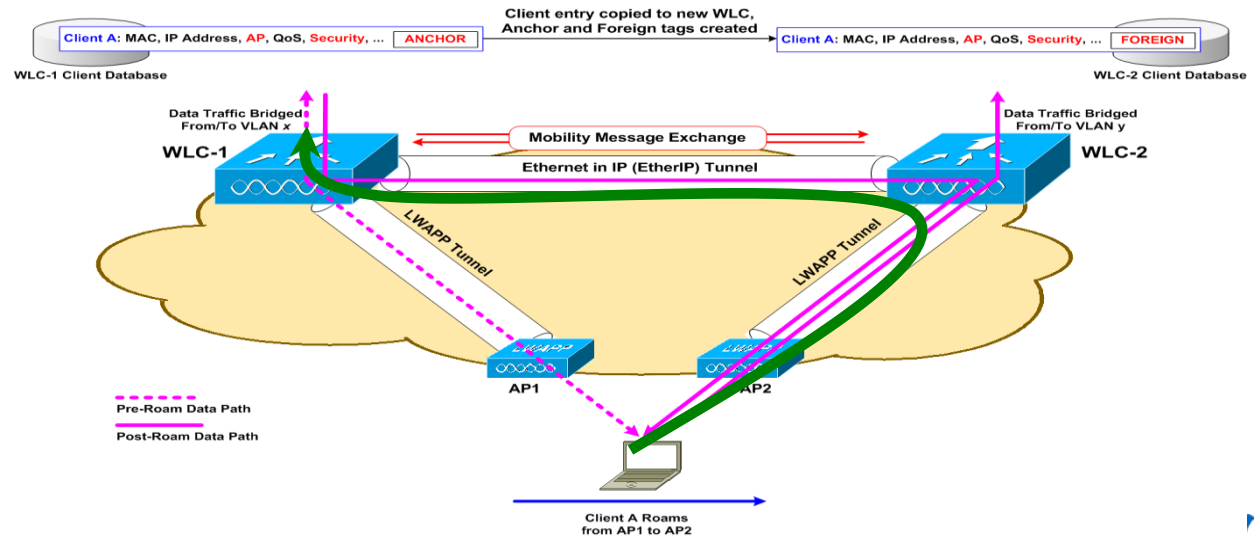 Client entry copied to new WLC,
Anchor and Foreign tags created
Client A: MAC, IP Address, AP, QoS, Security, ... ANCHOR
Client A: MAC, IP Address, AP, QoS, Security, ... FOREIGN
WLC-1 Client Database
WLC-2 Client Database
Data Traffic Bridged
From/To VLAN x
Data Traffic Bridged
From/To VLAN y
Mobility Message Exchange
WLC-1
WLC-2
Ethernet in IP (EtherIP) Tunnel
LWAPP Tunnel
LWAPP Tunnel
LWAPP
LWAPP
AP1
AP2
Pre-Roam Data Path
Post-Roam Data Path
Client A Roams
from AP1 to AP2